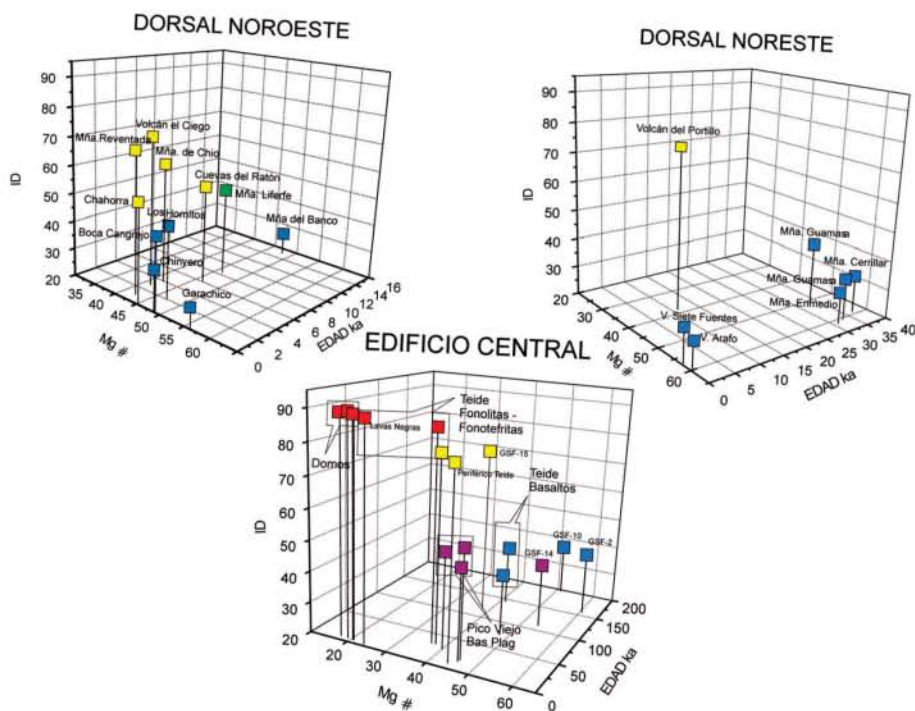 DORSAL NOROESTE
90
80
70
60
50
40
30
20
ID
Volcán el Ciego
Mña.Reventada
Mña. de Chio
Cuevas del Ratón
Mña. Liferfe
Chahorra
Los Hornitos
Mña del Banco
Boca Cangrejo
Chinyero
Garachico
35
40
45
50
55
60
Mg #
0
2
4
6
8
10
12
14
16
EDAD ka
DORSAL NORESTE
90
80
70
60
50
40
30
20
ID
Volcán del Portillo
Mña. Guamasa
Mña. Cerrillar
Mña. Guamasa
Mña. Enmedio
V. Siete Fuentes
V. Arafo
30
40
50
60
Mg #
0
5
10
15
20
25
30
35
40
EDAD ka
EDIFICIO CENTRAL
90
80
70
60
50
40
30
20
ID
Teide
Fonolitas -
Fonotefritas
Lavas Negras
Domos
GSF-15
Periférico Teide
Teide
Basaltos
GSF-10
GSF-2
GSF-14
Pico Viejo
Bas Plag
20
30
40
50
60
Mg #
0
50
100
150
200
EDAD ka